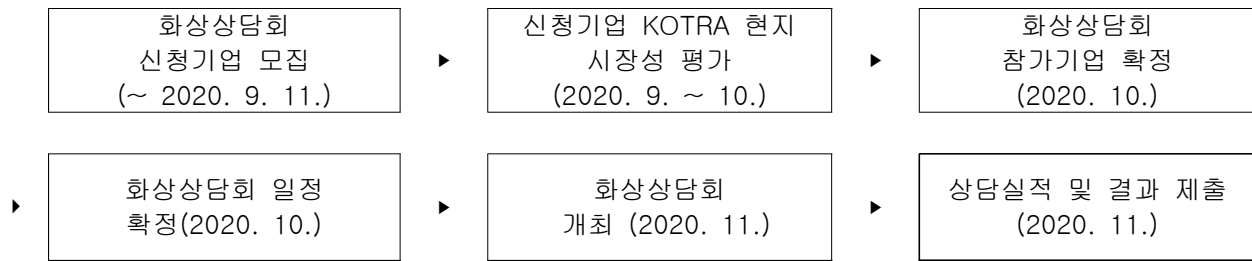 화상상담회
신청기업 모집
(~ 2020. 9. 11.)
▶
신청기업 KOTRA 현지
시장성 평가
(2020. 9. ~ 10.)
▶
화상상담회
참가기업 확정
(2020. 10.)
▶
화상상담회 일정
확정(2020. 10.)
▶
화상상담회
개최 (2020. 11.)
▶
상담실적 및 결과 제출
(2020. 11.)